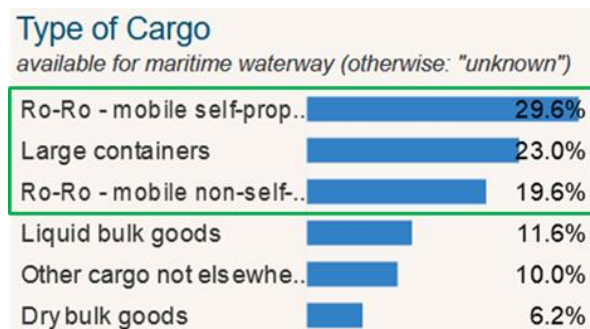 Type of Cargo
available for maritime waterway (otherwise: "unknown")
Ro-Ro - mobile self-prop.. 29.6%
Large containers 23.0%
Ro-Ro - mobile non-self-.. 19.6%
Liquid bulk goods 11.6%
Other cargo not elsewhe.. 10.0%
Dry bulk goods 6.2%